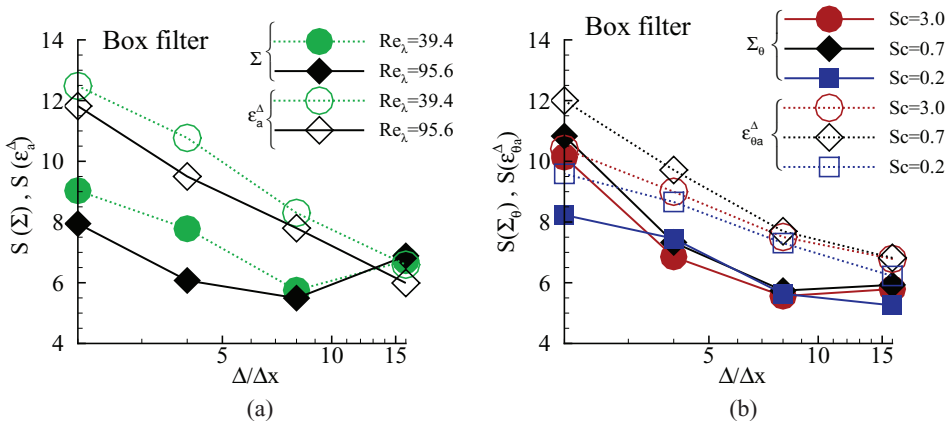 Box filter
Σ
Re_λ=39.4
Re_λ=95.6
ε_a^Δ
Re_λ=39.4
Re_λ=95.6
S (Σ) , S (ε_a^Δ)
14
12
10
8
6
4
5
10
15
Δ/Δx
(a)
Box filter
Σ_θ
Sc=3.0
Sc=0.7
Sc=0.2
ε_θa^Δ
Sc=3.0
Sc=0.7
Sc=0.2
S(Σ_θ) , S(ε_θa^Δ)
14
12
10
8
6
4
5
10
15
Δ/Δx
(b)